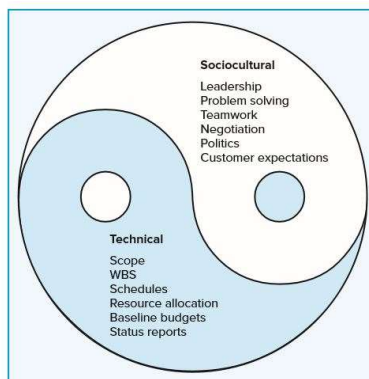 Sociocultural
Leadership
Problem solving
Teamwork
Negotiation
Politics
Customer expectations
Technical
Scope
WBS
Schedules
Resource allocation
Baseline budgets
Status reports